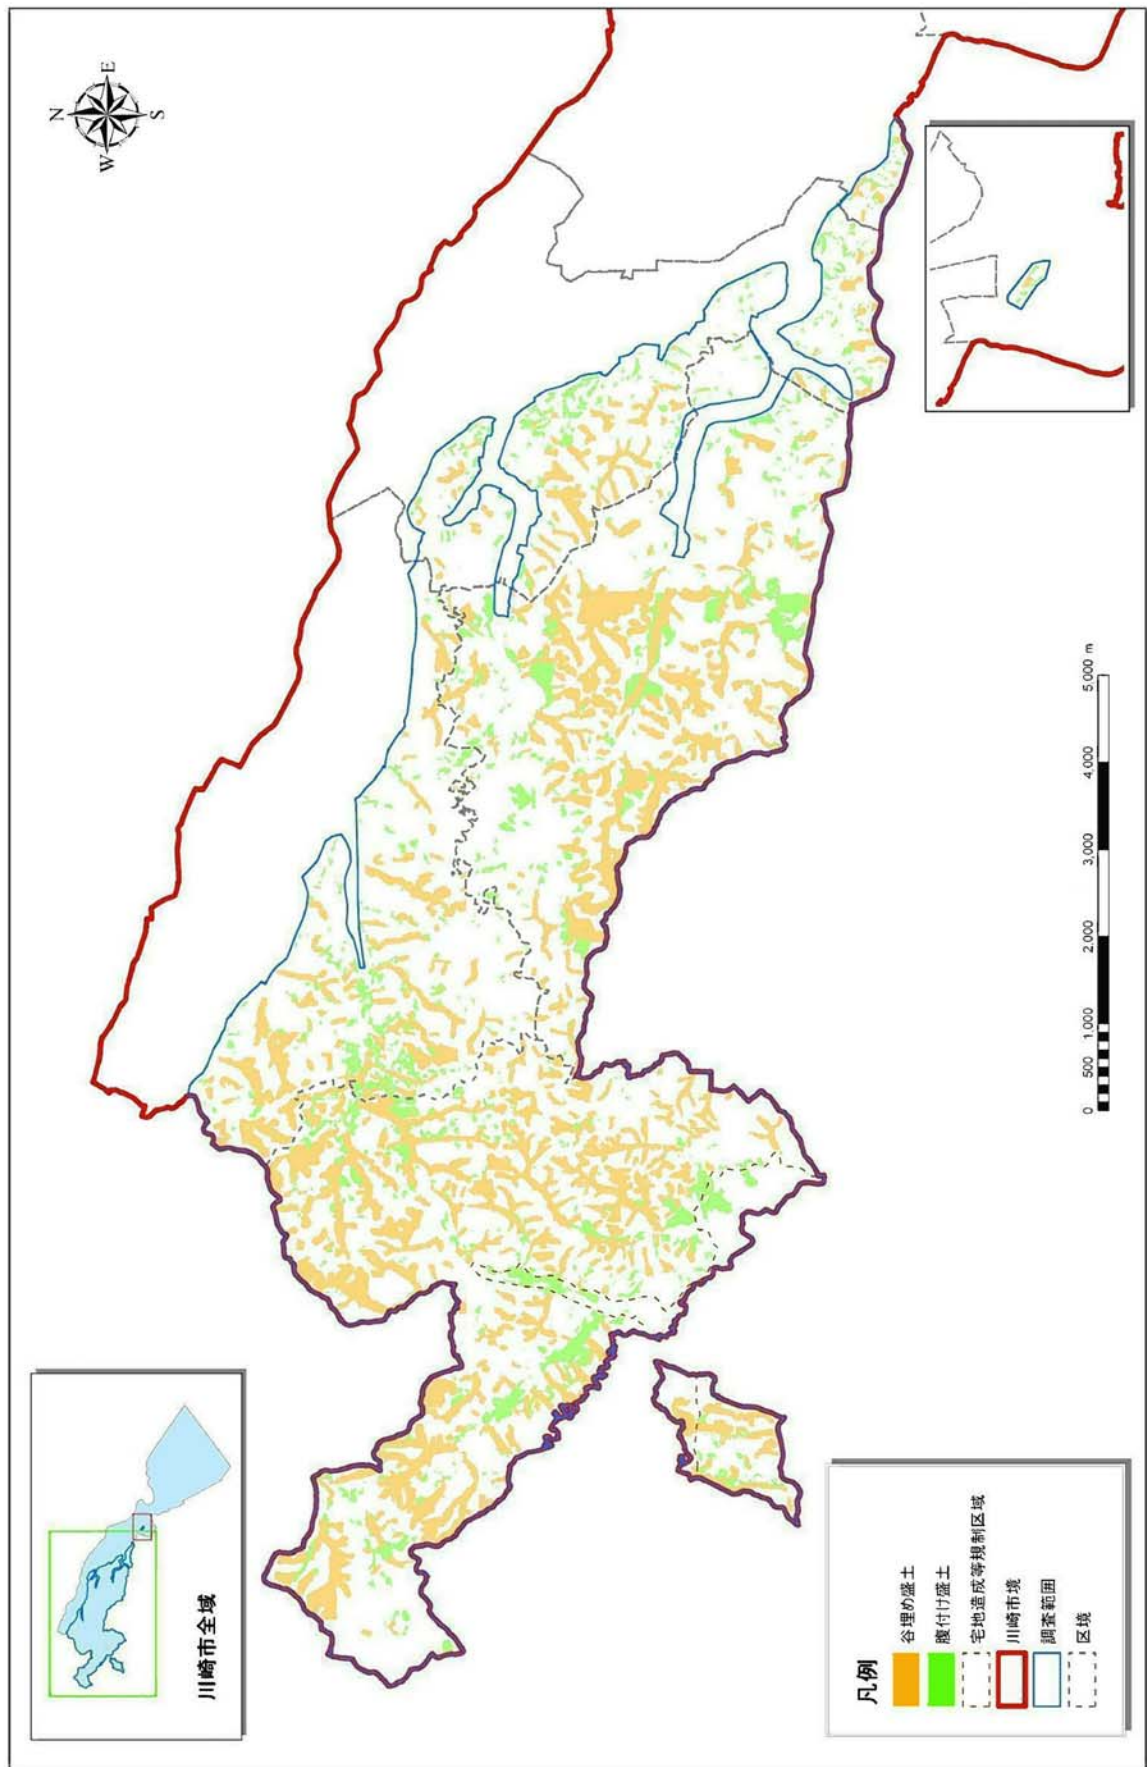 N
E
S
W
川崎市全域
凡例
谷埋め盛土
腹付け盛土
宅地造成等規制区域
川崎市境
調査範囲
区境
0 500 1,000 2,000 3,000 4,000 5,000 m